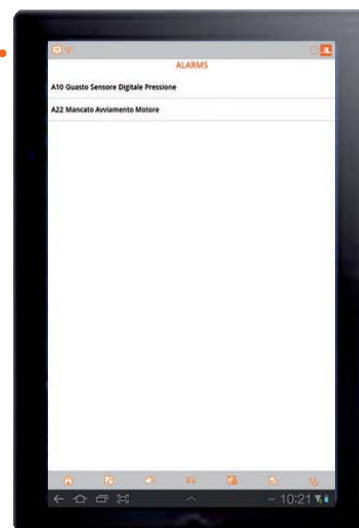 ALARMS
A10 Guasto Sensore Digitale Pressione
A22 Mancato Avviamento Motore
10:21